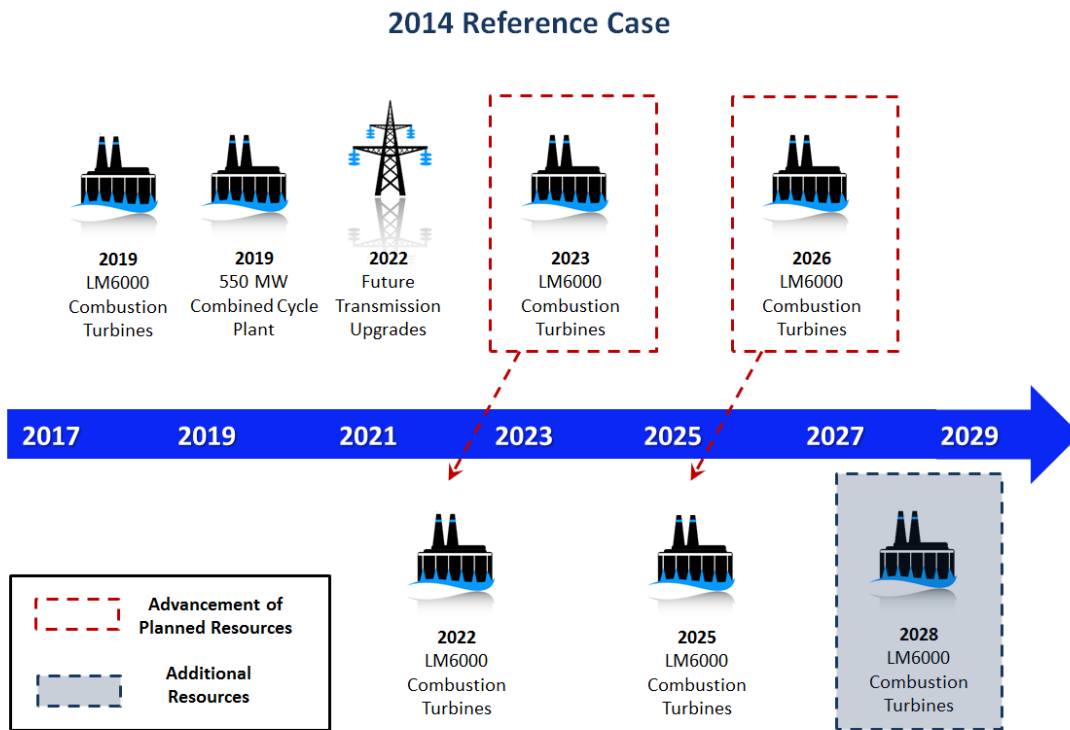 2014 Reference Case
2019
LM6000
Combustion
Turbines
2019
550 MW
Combined Cycle
Plant
2022
Future
Transmission
Upgrades
2023
LM6000
Combustion
Turbines
2026
LM6000
Combustion
Turbines
2017 2019 2021 2023 2025 2027 2029
2022
LM6000
Combustion
Turbines
2025
LM6000
Combustion
Turbines
2028
LM6000
Combustion
Turbines
Advancement of
Planned Resources
Additional
Resources